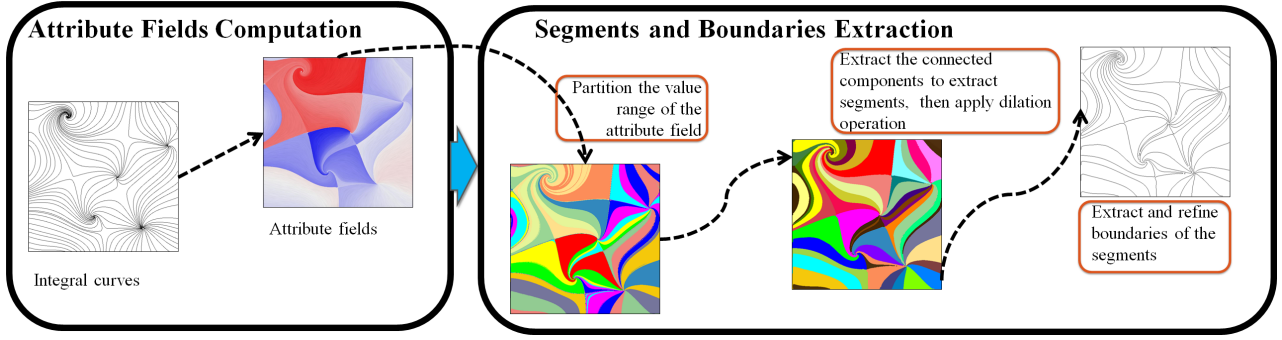 Attribute Fields Computation
Integral curves
Attribute fields
Segments and Boundaries Extraction
Partition the value
range of the
attribute field
Extract the connected
components to extract
segments, then apply dilation
operation
Extract and refine
boundaries of the
segments